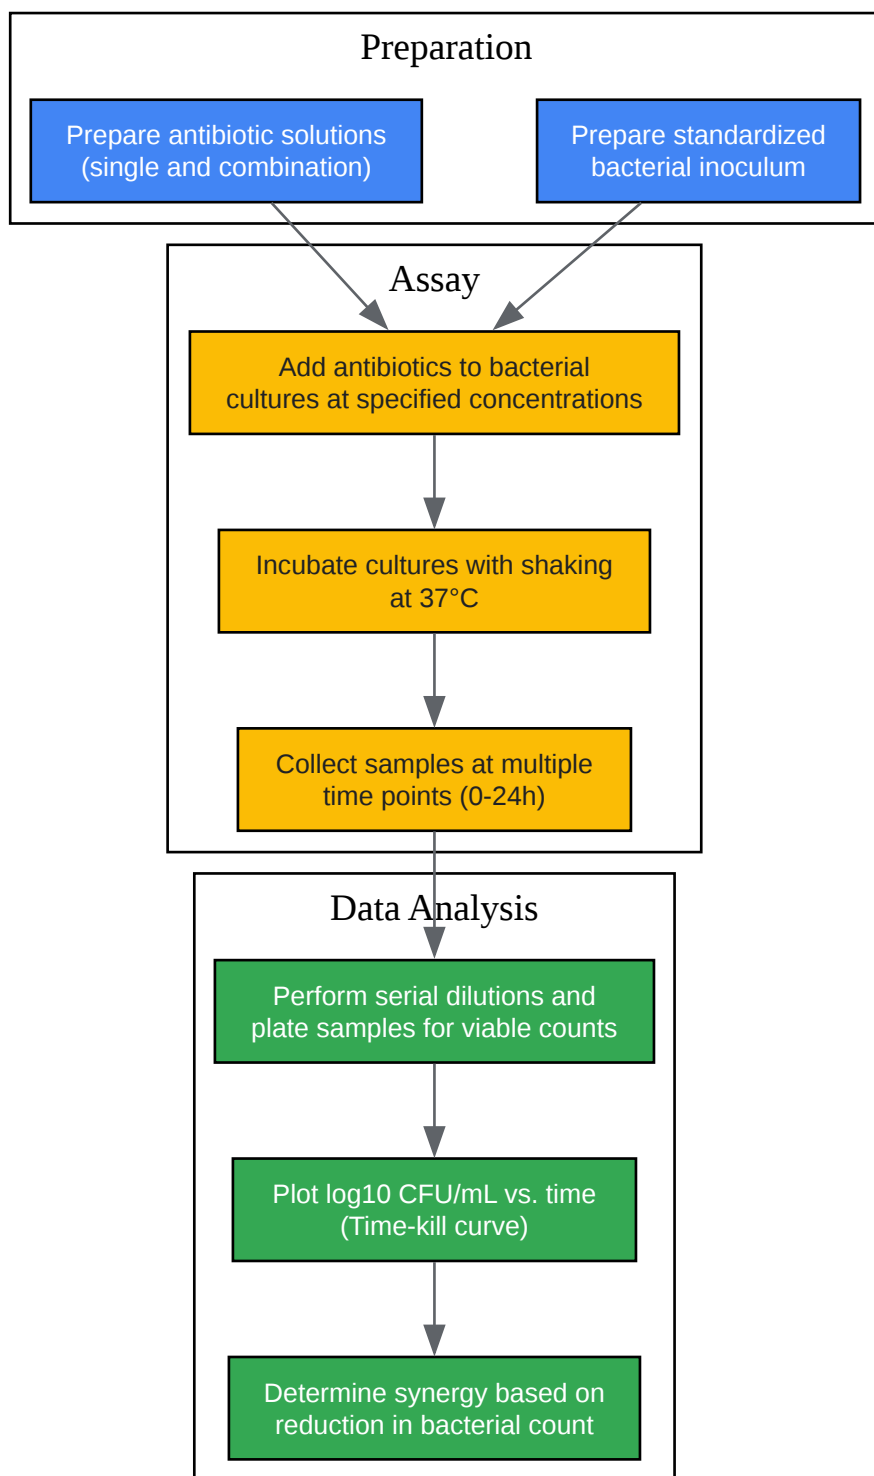 Preparation
Prepare antibiotic solutions
(single and combination)
Prepare standardized
bacterial inoculum
Assay
Add antibiotics to bacterial
cultures at specified concentrations
Incubate cultures with shaking
at 37°C
Collect samples at multiple
time points (0-24h)
Data Analysis
Perform serial dilutions and
plate samples for viable counts
Plot log10 CFU/mL vs. time
(Time-kill curve)
Determine synergy based on
reduction in bacterial count